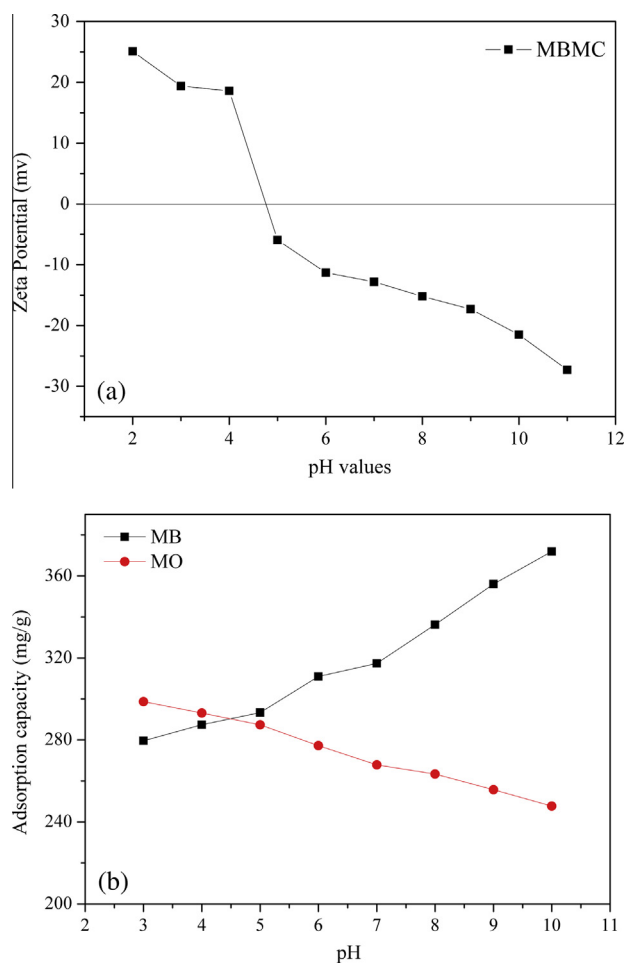 30
20
10
0
-10
-20
-30
Zeta Potential (mv)
MBMC
(a)
2 4 6 8 10 12
pH values
360
320
280
240
200
Adsorption capacity (mg/g)
MB
MO
(b)
2 3 4 5 6 7 8 9 10 11
pH